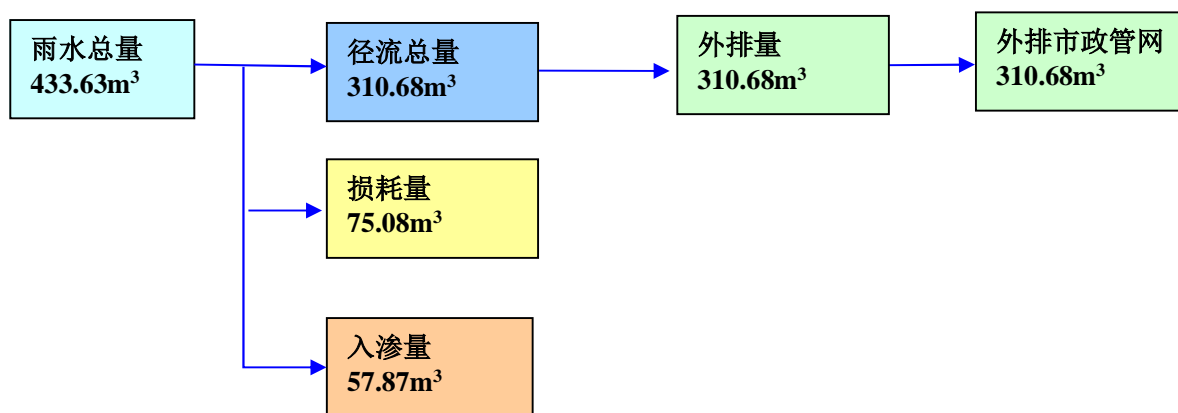 雨水总量
433.63m³
径流总量
310.68m³
外排量
310.68m³
外排市政管网
310.68m³
损耗量
75.08m³
入渗量
57.87m³